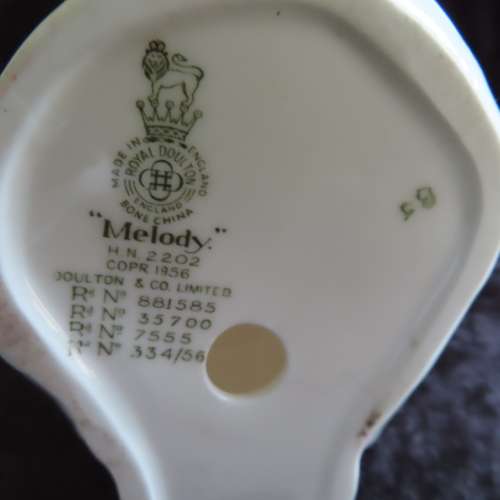 MADE IN ENGLAND
ROYAL DOULTON
ENGLAND
BONE CHINA
"Melody."
H.N. 2202
COPR 1956
DOULTON & CO. LIMITED
Rᵈ Nº 881585
Rᵈ Nº 35700
Rᵈ Nº 7555
Rᵈ Nº 334/56